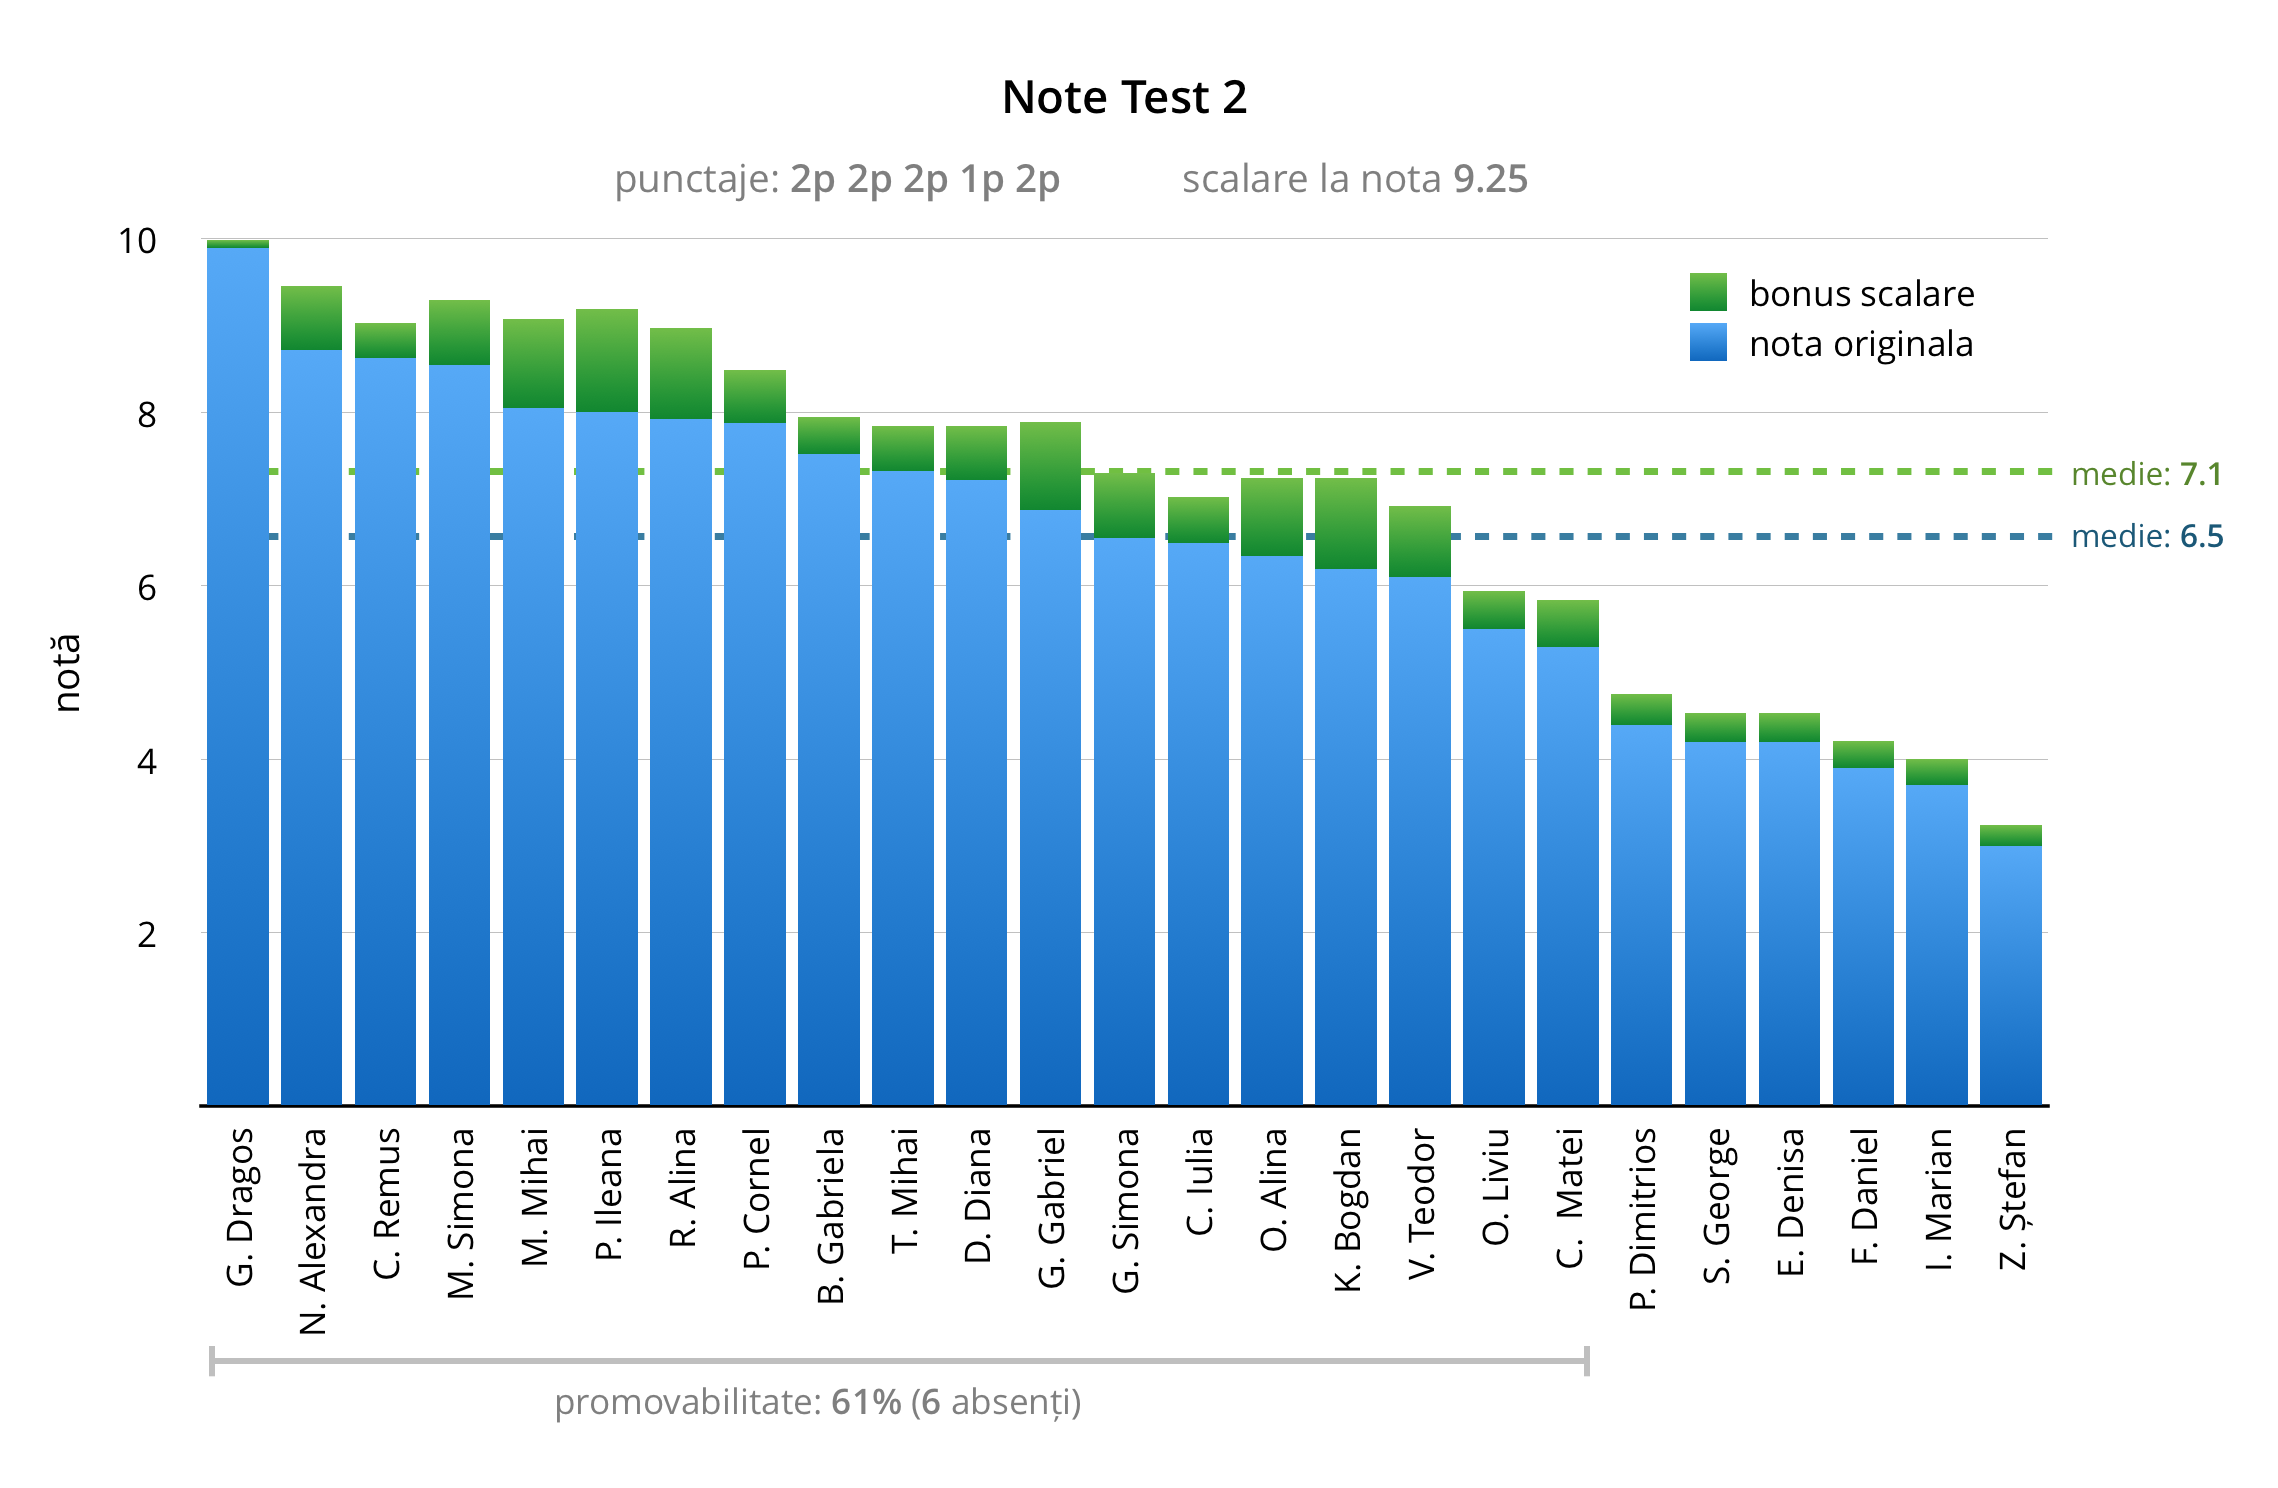 Note Test 2
punctaje: 2p 2p 2p 1p 2p
scalare la nota 9.25
10
8
6
4
2
notă
bonus scalare
nota originala
medie: 7.1
medie: 6.5
G. Dragos
N. Alexandra
C. Remus
M. Simona
M. Mihai
P. Ileana
R. Alina
P. Cornel
B. Gabriela
T. Mihai
D. Diana
G. Gabriel
G. Simona
C. Iulia
O. Alina
K. Bogdan
V. Teodor
O. Liviu
C.  Matei
P. Dimitrios
S. George
E. Denisa
F. Daniel
I. Marian
Z. Ștefan
promovabilitate: 61% (6 absenți)